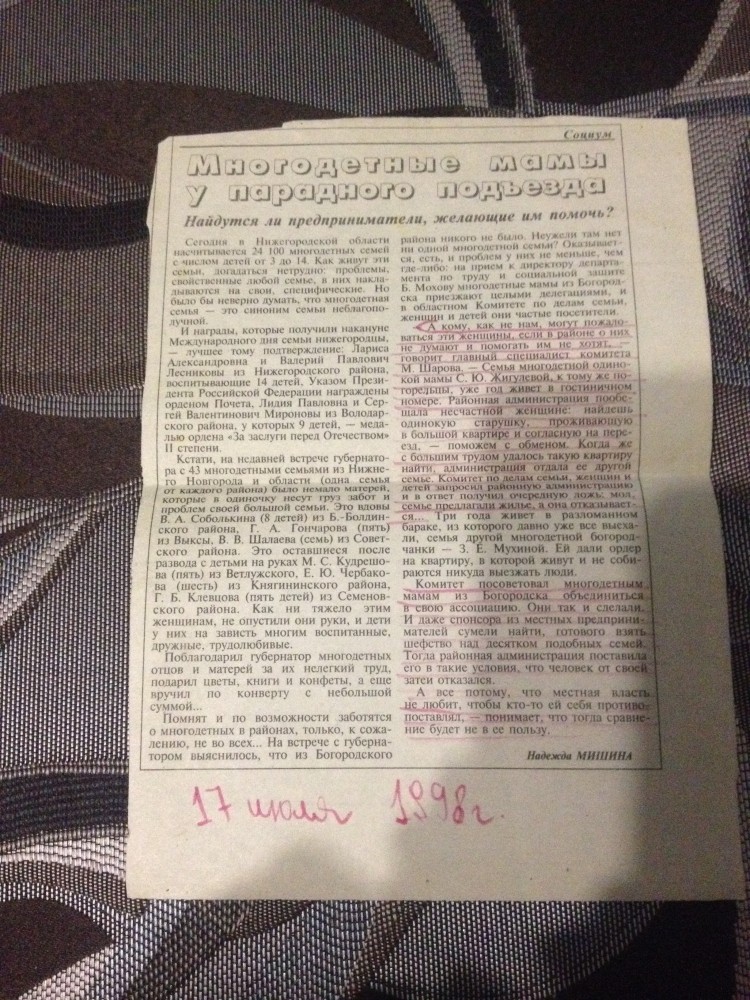 Социум
Многодетные мамы
у парадного подъезда
Найдутся ли предприниматели, желающие им помочь?
Сегодня в Нижегородской области
насчитывается 24 100 многодетных семей
с числом детей от 3 до 14. Как живут эти
семьи, догадаться нетрудно: проблемы,
свойственные любой семье, в них накла-
дываются на свои, специфические. Но
было бы неверно думать, что многодетная
семья — это синоним семьи неблагопо-
лучной.
И награды, которые получили накануне
Международного дня семьи нижегородцы,
— лучшее тому подтверждение: Лариса
Александровна и Валерий Павлович
Лесниковы из Нижегородского района,
воспитывающие 14 детей, Указом Прези-
дента Российской Федерации награждены
орденом Почета, Лидия Павловна и Сер-
гей Валентинович Мироновы из Володар-
ского района, у которых 9 детей, — меда-
лью ордена «За заслуги перед Отечеством»
II степени.
Кстати, на недавней встрече губернато-
ра с 43 многодетными семьями из Нижне-
го Новгорода и области (одна семья
от каждого района) было немало матерей,
которые в одиночку несут груз забот и
проблем своей большой семьи. Это вдовы
В. А. Соболькина (8 детей) из Б.-Болдин-
ского района, Г. А. Гончарова (пять)
из Выксы, В. В. Шалаева (семь) из Совет-
ского района. Это оставшиеся после
развода с детьми на руках М. С. Кудрешо-
ва (пять) из Ветлужского, Е. Ю. Чербако-
ва (шесть) из Княгининского района,
Г. Б. Клевцова (пять детей) из Семеновс-
кого района. Как ни тяжело этим
женщинам, не опустили они руки, и дети
у них на зависть многим воспитанные,
дружные, трудолюбивые.
Поблагодарил губернатор многодетных
отцов и матерей за их нелегкий труд,
подарил цветы, книги и конфеты, а еще
вручил по конверту с небольшой
суммой...
Помнят и по возможности заботятся
о многодетных в районах, только, к сожа-
лению, не во всех... На встрече с губерна-
тором выяснилось, что из Богородского
района никого не было. Неужели там нет
ни одной многодетной семьи? Оказывает-
ся, есть, и проблем у них не меньше, чем
где-либо: на прием к директору департа-
мента по труду и социальной защите
Б. Мохову многодетные мамы из Богород-
ска приезжают целыми делегациями, и
в областном Комитете по делам семьи,
женщин и детей они частые посетители.
— А кому, как не нам, могут пожало-
ваться эти женщины, если в районе о них
не думают и помогать им не хотят, —
говорит главный специалист комитета
М. Шарова. — Семья многодетной одино-
кой мамы С. Ю. Жигулевой, к тому же по-
горельцы, уже год живет в гостиничном
номере. Районная администрация пообе-
щала несчастной женщине: найдешь
одинокую старушку, проживающую
в большой квартире и согласную на пере-
езд, — поможем с обменом. Когда же
с большим трудом удалось такую квартиру
найти, администрация отдала ее другой
семье. Комитет по делам семьи, женщин и
детей запросил районную администрацию
и в ответ получил очередную ложь: мол,
семье предлагали жилье, а она отказывает-
ся... Три года живет в разломанном
бараке, из которого давно уже все выеха-
ли, семья другой многодетной богород-
чанки — З. Е. Мухиной. Ей дали ордер
на квартиру, в которой живут и не соби-
раются никуда выезжать люди.
Комитет посоветовал многодетным
мамам из Богородска объединиться
в свою ассоциацию. Они так и сделали.
И даже спонсора из местных предприни-
мателей сумели найти, готового взять
шефство над десятком подобных семей.
Тогда районная администрация поставила
его в такие условия, что человек от своей
затеи отказался.
А все потому, что местная власть
не любит, чтобы кто-то ей себя противо-
поставлял, — понимает, что тогда сравне-
ние будет не в ее пользу.
Надежда МИШИНА
17 июля 1998г.